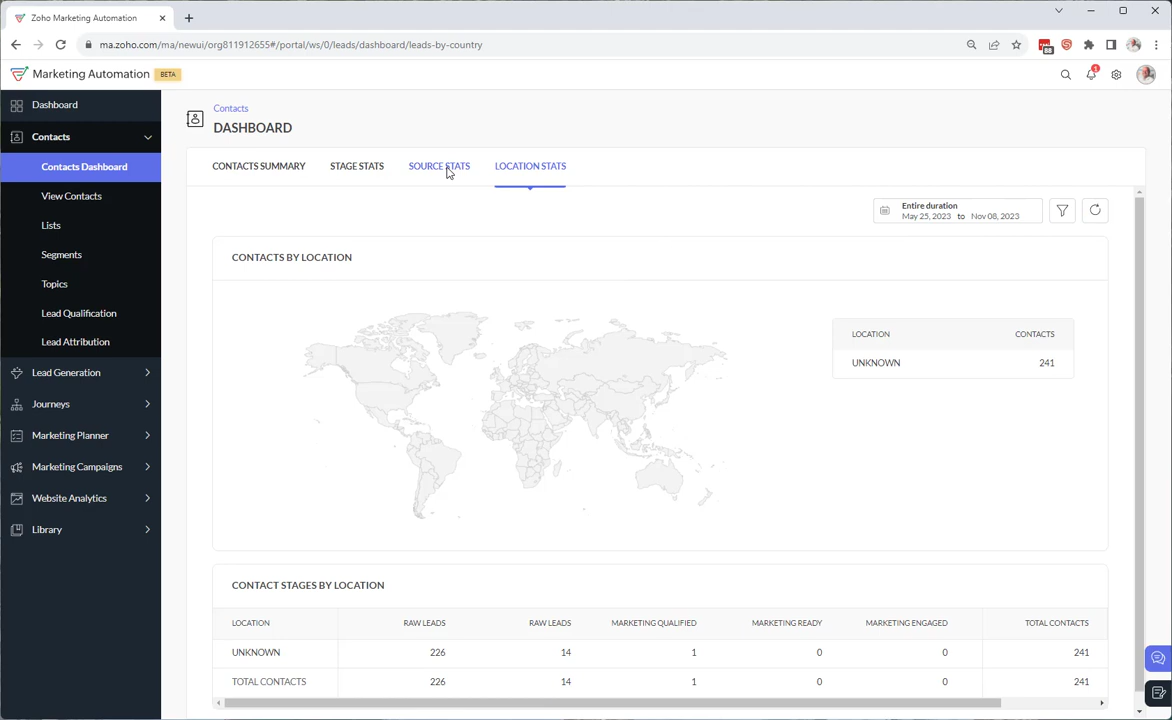 Zoho Marketing Automation
ma.zoho.com/ma/newui/org811912655#/portal/ws/0/leads/dashboard/leads-by-country
88
Marketing Automation BETA
1
Dashboard
Contacts
Contacts Dashboard
View Contacts
Lists
Segments
Topics
Lead Qualification
Lead Attribution
Lead Generation
Journeys
Marketing Planner
Marketing Campaigns
Website Analytics
Library
Contacts
DASHBOARD
CONTACTS SUMMARY STAGE STATS SOURCE STATS LOCATION STATS
Entire duration
May 25, 2023 to Nov 08, 2023
CONTACTS BY LOCATION
LOCATION CONTACTS
UNKNOWN 241
CONTACT STAGES BY LOCATION
LOCATION RAW LEADS RAW LEADS MARKETING QUALIFIED MARKETING READY MARKETING ENGAGED TOTAL CONTACTS
UNKNOWN 226 14 1 0 0 241
TOTAL CONTACTS 226 14 1 0 0 241